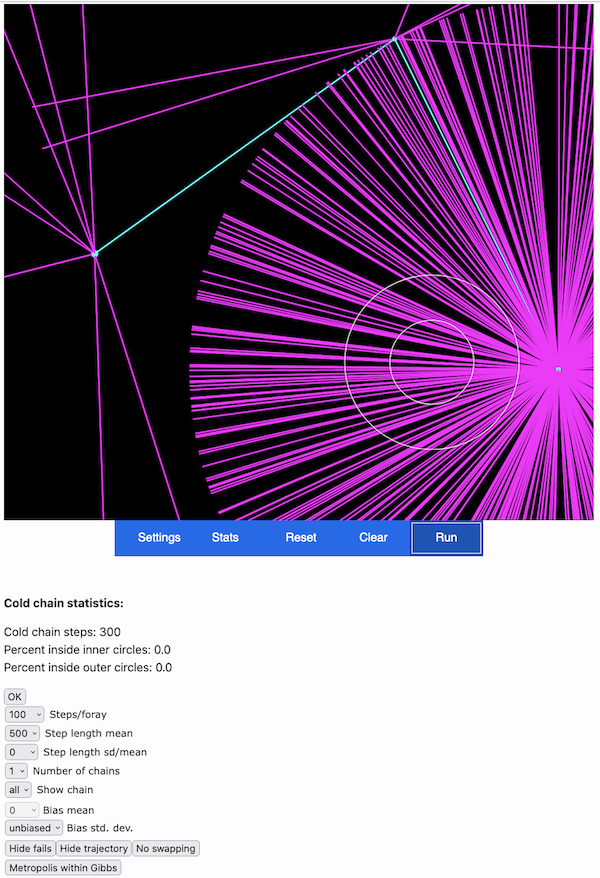 Settings Stats Reset Clear Run
Cold chain statistics:
Cold chain steps: 300
Percent inside inner circles: 0.0
Percent inside outer circles: 0.0
OK
100 Steps/foray
500 Step length mean
0 Step length sd/mean
1 Number of chains
all Show chain
0 Bias mean
unbiased Bias std. dev.
Hide fails Hide trajectory No swapping
Metropolis within Gibbs